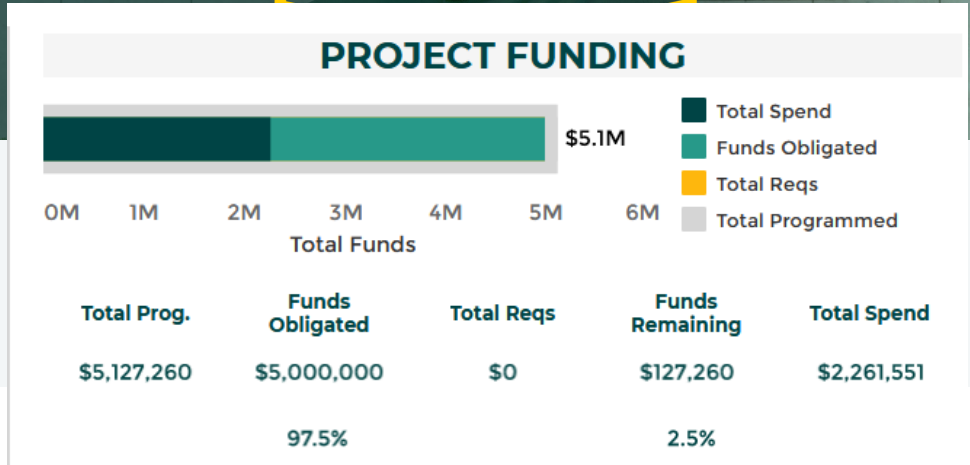 PROJECT FUNDING
$5.1M
Total Spend
Funds Obligated
Total Reqs
Total Programmed
0M 1M 2M 3M 4M 5M 6M
Total Funds
Total Prog. Funds Obligated Total Reqs Funds Remaining Total Spend
$5,127,260 $5,000,000 $0 $127,260 $2,261,551
97.5% 2.5%